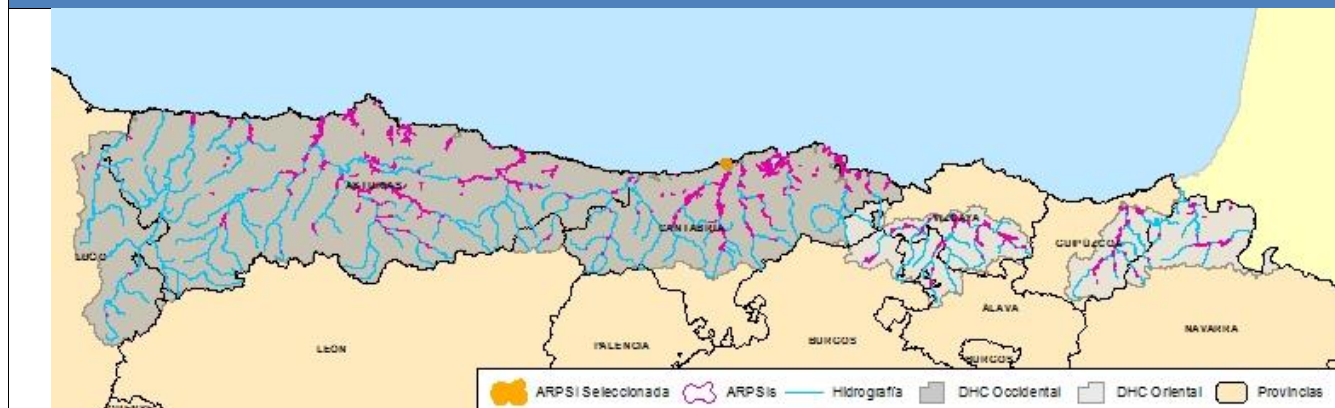 ASTURIAS
VIZCAYA
CANTABRIA
GUIPÚZCOA
LUGO
ALAVA
NAVARRA
LEÓN
PALENCIA
BURGOS
BURGOS
ARPSI Seleccionada ARPSIs Hidrografía DHC Occidental DHC Oriental Provincias